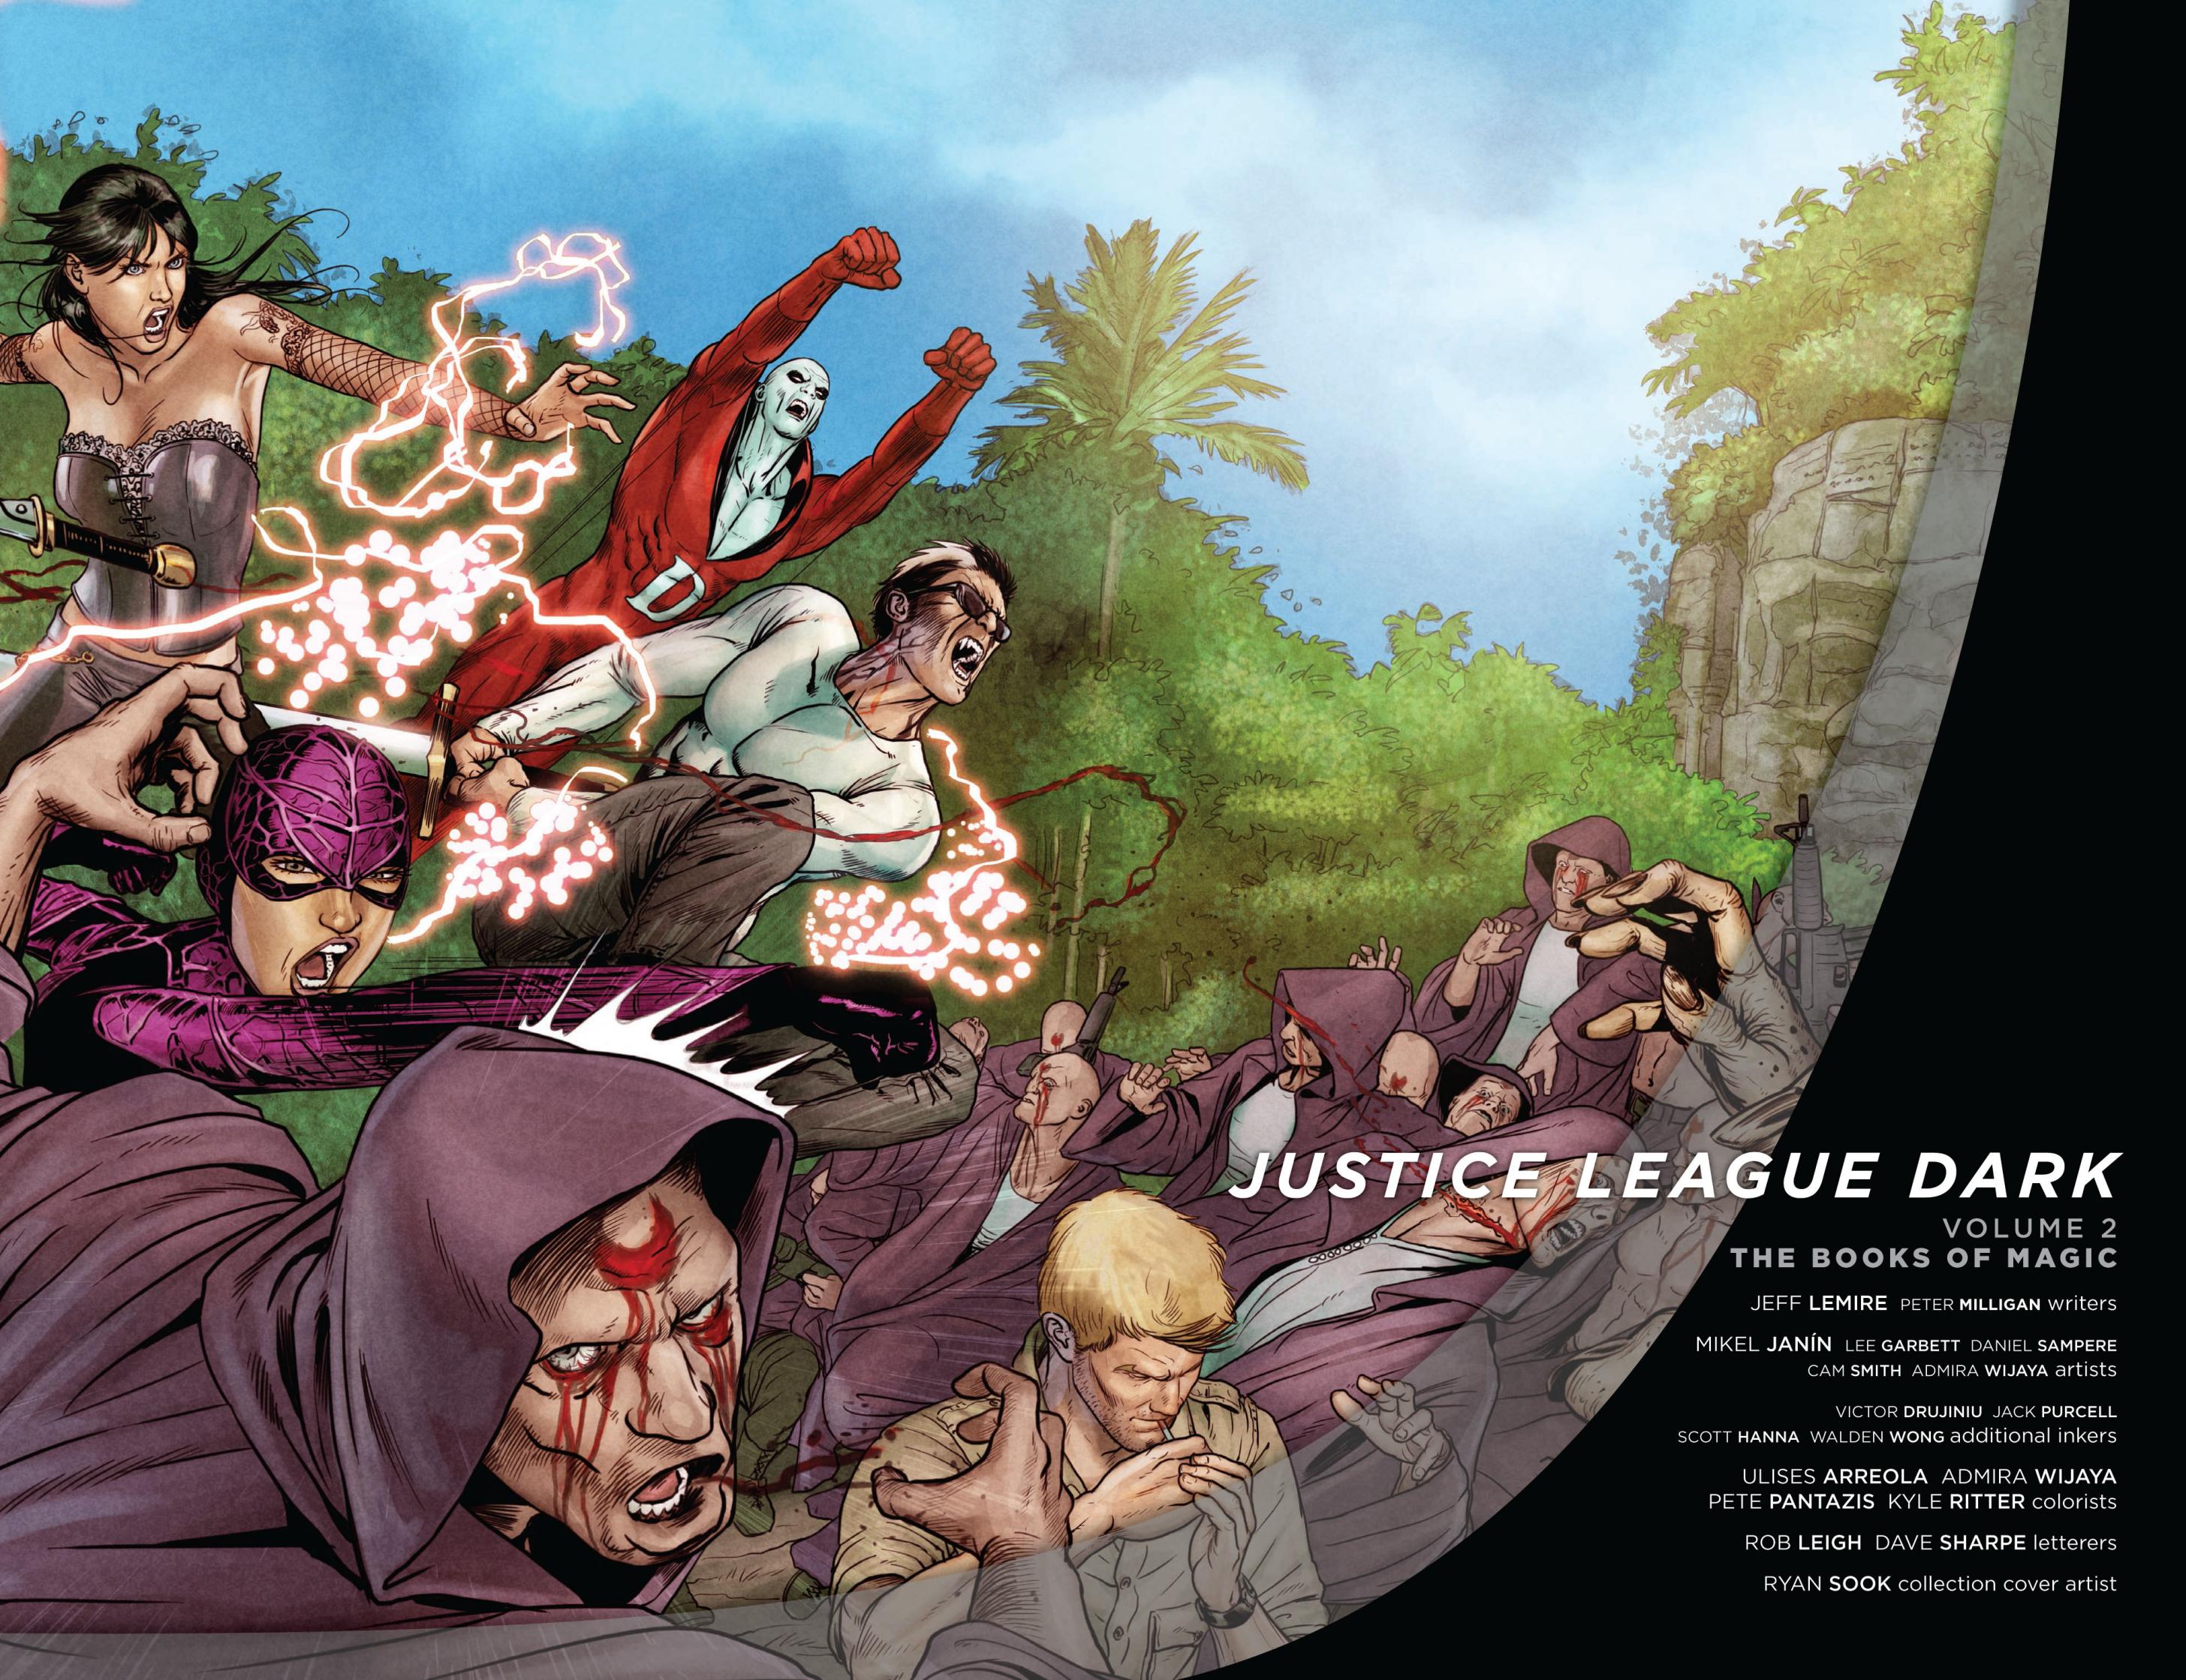 JUSTICE LEAGUE DARK
VOLUME 2
THE BOOKS OF MAGIC
JEFF LEMIRE PETER MILLIGAN writers
MIKEL JANÍN LEE GARBETT DANIEL SAMPERE
CAM SMITH ADMIRA WIJAYA artists
VICTOR DRUJINIU JACK PURCELL
SCOTT HANNA WALDEN WONG additional inkers
ULISES ARREOLA ADMIRA WIJAYA
PETE PANTAZIS KYLE RITTER colorists
ROB LEIGH DAVE SHARPE letterers
RYAN SOOK collection cover artist
D